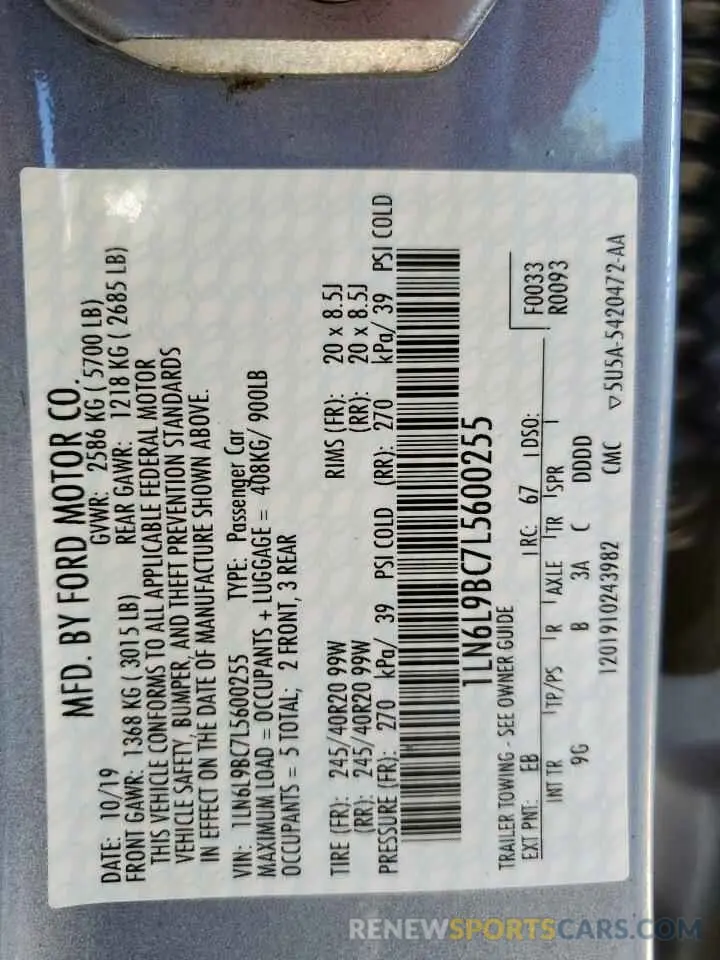 MFD. BY FORD MOTOR CO.
DATE: 10/19 GVWR: 2586 KG ( 5700 LB)
FRONT GAWR: 1368 KG ( 3015 LB) REAR GAWR: 1218 KG ( 2685 LB)
THIS VEHICLE CONFORMS TO ALL APPLICABLE FEDERAL MOTOR
VEHICLE SAFETY, BUMPER, AND THEFT PREVENTION STANDARDS
IN EFFECT ON THE DATE OF MANUFACTURE SHOWN ABOVE.
VIN: 1LN6L9BC7L5600255 TYPE: Passenger Car
MAXIMUM LOAD = OCCUPANTS + LUGGAGE = 408KG/ 900LB
OCCUPANTS = 5 TOTAL; 2 FRONT, 3 REAR
TIRE (FR): 245/40R20 99W RIMS (FR): 20 x 8.5J
(RR): 245/40R20 99W (RR): 20 x 8.5J
PRESSURE (FR): 270 kPa/ 39 PSI COLD (RR): 270 kPa/ 39 PSI COLD
1LN6L9BC7L5600255
TRAILER TOWING - SEE OWNER GUIDE
EXT PNT: EB RC: 67 DSO: F0033
R0093
INT TR TP/PS R AXLE TR SPR
9G B 3A C DDDD
1201910243982 CMC ▽5U5A-5420472-AA
RENEWSPORTSCARS.COM